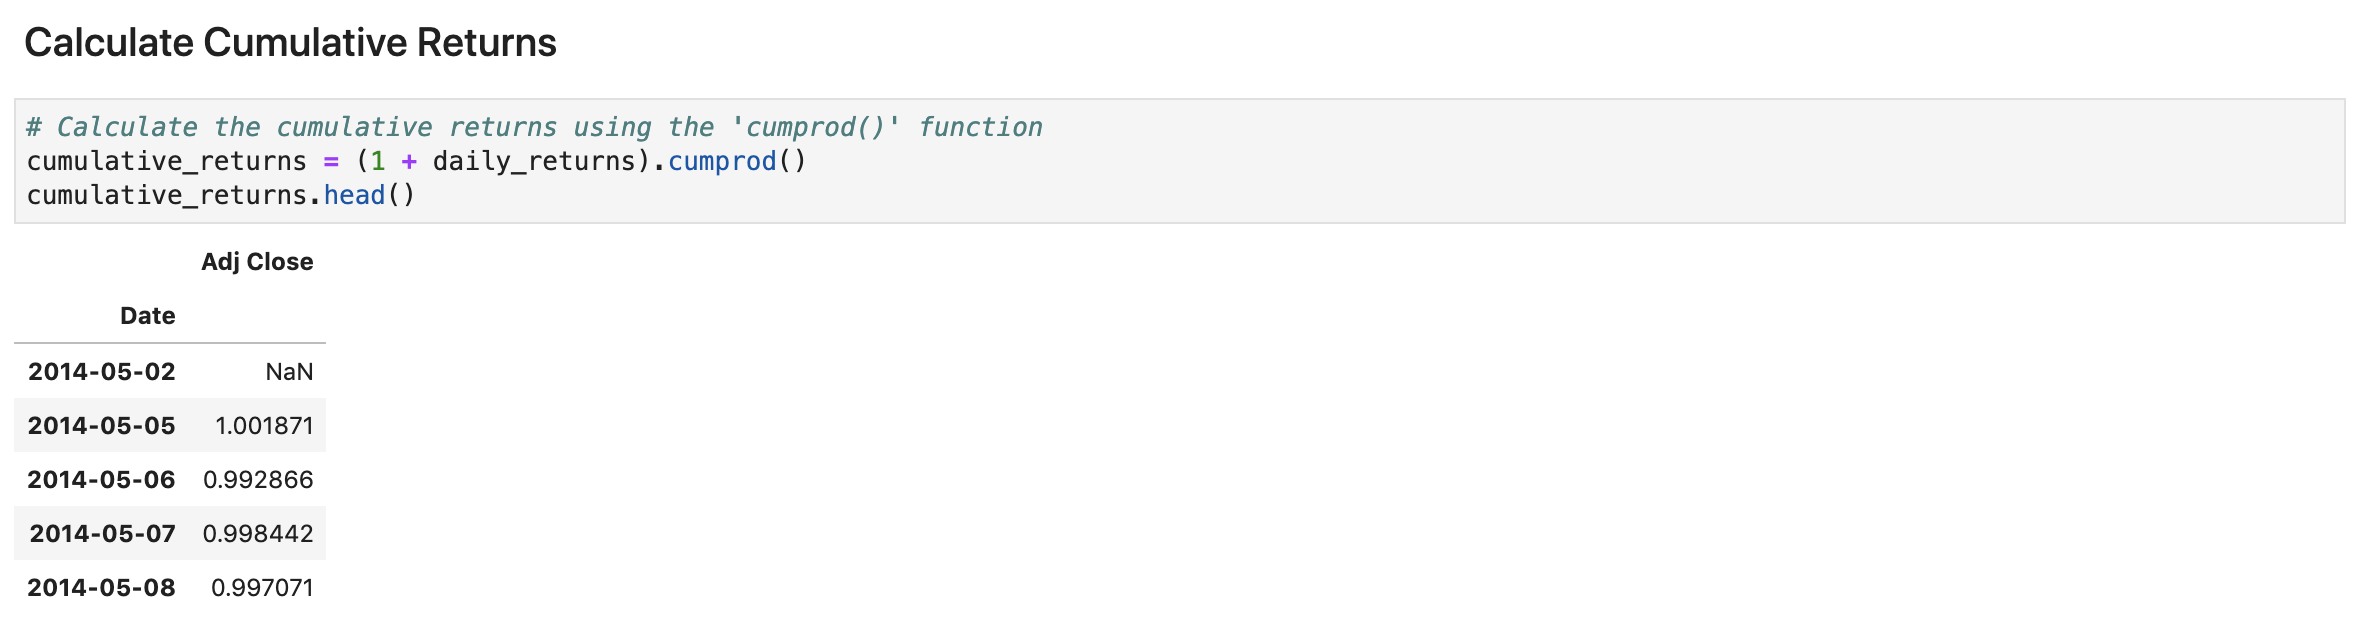 Calculate Cumulative Returns
# Calculate the cumulative returns using the 'cumprod()' function
cumulative_returns = (1 + daily_returns).cumprod()
cumulative_returns.head()
Adj Close
Date
2014-05-02 NaN
2014-05-05 1.001871
2014-05-06 0.992866
2014-05-07 0.998442
2014-05-08 0.997071